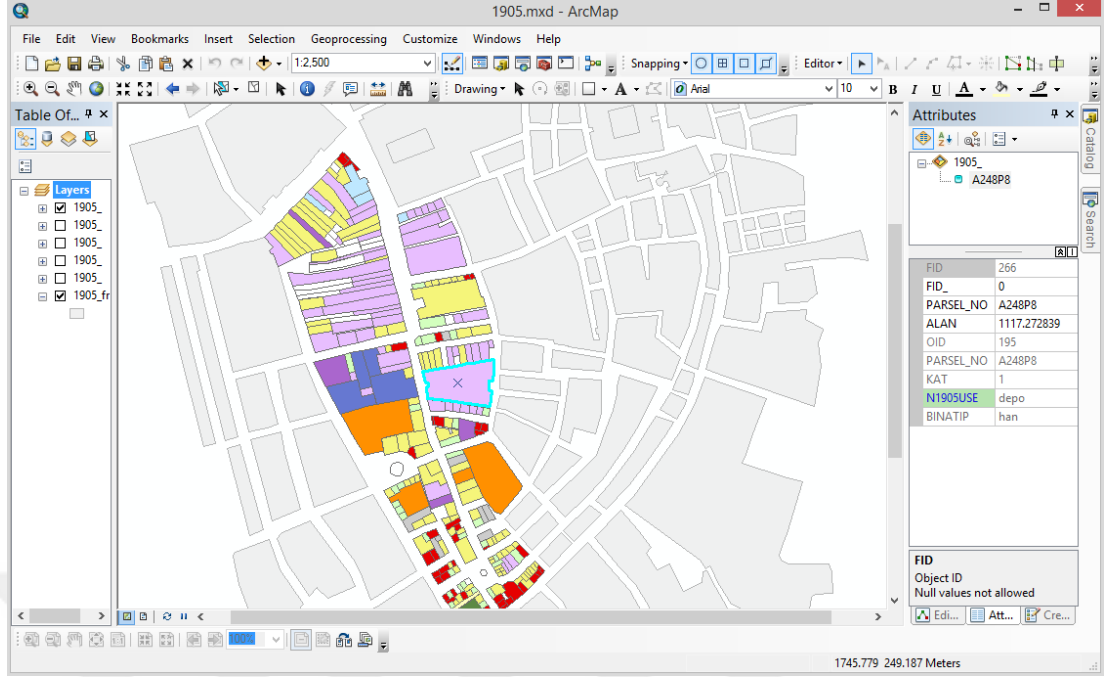 1905.mxd - ArcMap
File Edit View Bookmarks Insert Selection Geoprocessing Customize Windows Help
1:2,500 Snapping Editor
Drawing A Arial 10 B I U A
Table Of...
Layers
1905_
1905_
1905_
1905_
1905_
1905_fr
Attributes
1905_
A248P8
FID 266
FID_ 0
PARSEL_NO A248P8
ALAN 1117.272839
OID 195
PARSEL_NO A248P8
KAT 1
N1905USE depo
BINATIP han
FID
Object ID
Null values not allowed
Edi... Att... Cre...
Catalog
Search
100%
1745.779 249.187 Meters